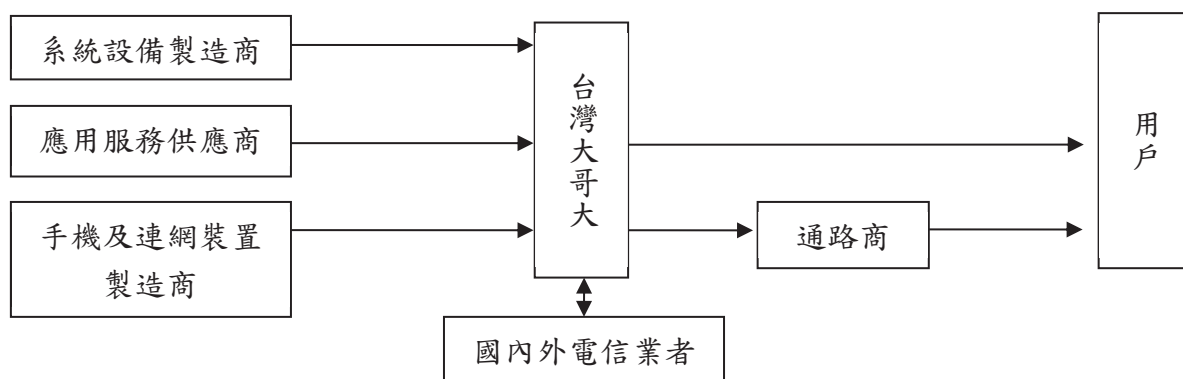 系統設備製造商
應用服務供應商
手機及連網裝置
製造商
台灣大哥大
通路商
用戶
國內外電信業者